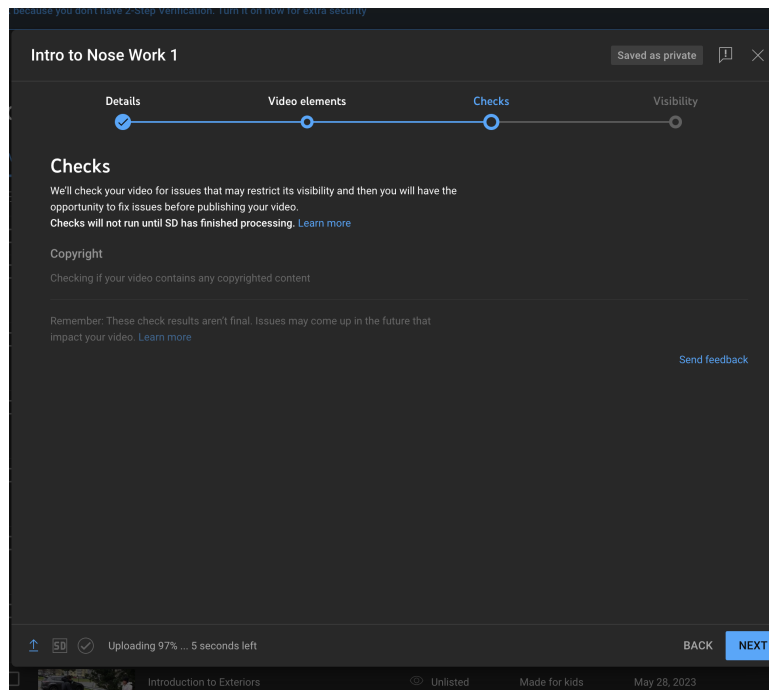 because you don't have 2-Step Verification. Turn it on now for extra security
Intro to Nose Work 1
Saved as private
Details
Video elements
Checks
Visibility
Checks
We'll check your video for issues that may restrict its visibility and then you will have the
opportunity to fix issues before publishing your video.
Checks will not run until SD has finished processing. Learn more
Copyright
Checking if your video contains any copyrighted content
Remember: These check results aren't final. Issues may come up in the future that
impact your video. Learn more
Send feedback
SD
Uploading 97% ... 5 seconds left
BACK
NEXT
Introduction to Exteriors
Unlisted
Made for kids
May 28, 2023